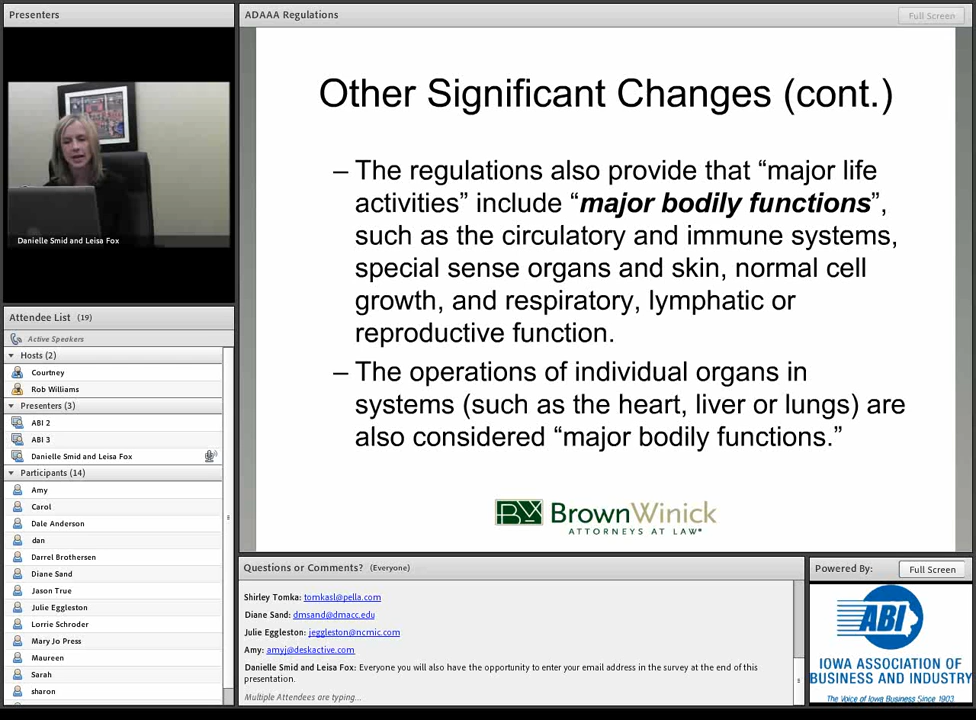 Presenters
Danielle Smid and Leisa Fox
Attendee List (19)
Active Speakers
Hosts (2)
Courtney
Rob Williams
Presenters (3)
ABI 2
ABI 3
Danielle Smid and Leisa Fox
Participants (14)
Amy
Carol
Dale Anderson
dan
Darrel Brothersen
Diane Sand
Jason True
Julie Eggleston
Lorrie Schroder
Mary Jo Press
Maureen
Sarah
sharon
ADAAA Regulations
Full Screen
Other Significant Changes (cont.)
– The regulations also provide that “major life
activities” include “major bodily functions”,
such as the circulatory and immune systems,
special sense organs and skin, normal cell
growth, and respiratory, lymphatic or
reproductive function.
– The operations of individual organs in
systems (such as the heart, liver or lungs) are
also considered “major bodily functions.”
BrownWinick
ATTORNEYS AT LAW®
Questions or Comments? (Everyone)
Shirley Tomka: tomkasl@pella.com
Diane Sand: dmsand@dmacc.edu
Julie Eggleston: jeggleston@ncmic.com
Amy: amyj@deskactive.com
Danielle Smid and Leisa Fox: Everyone you will also have the opportunity to enter your email address in the survey at the end of this
presentation.
Multiple Attendees are typing...
Powered By:
Full Screen
ABI
IOWA ASSOCIATION OF
BUSINESS AND INDUSTRY
The Voice of Iowa Business Since 1903.